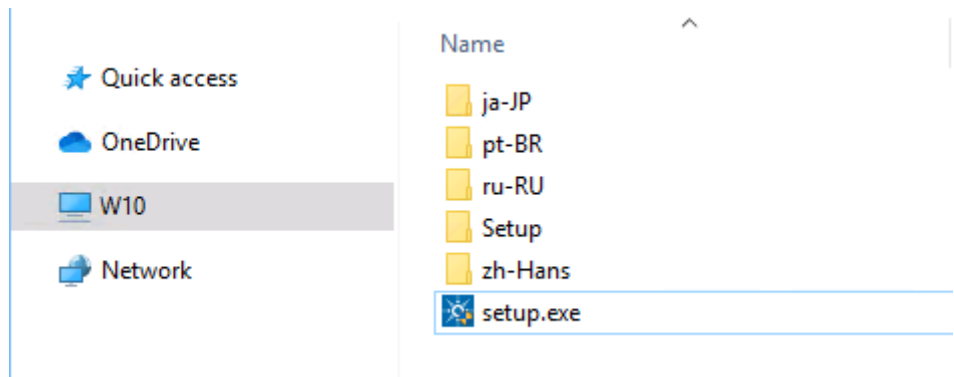 Name
Quick access
OneDrive
W10
Network
ja-JP
pt-BR
ru-RU
Setup
zh-Hans
setup.exe